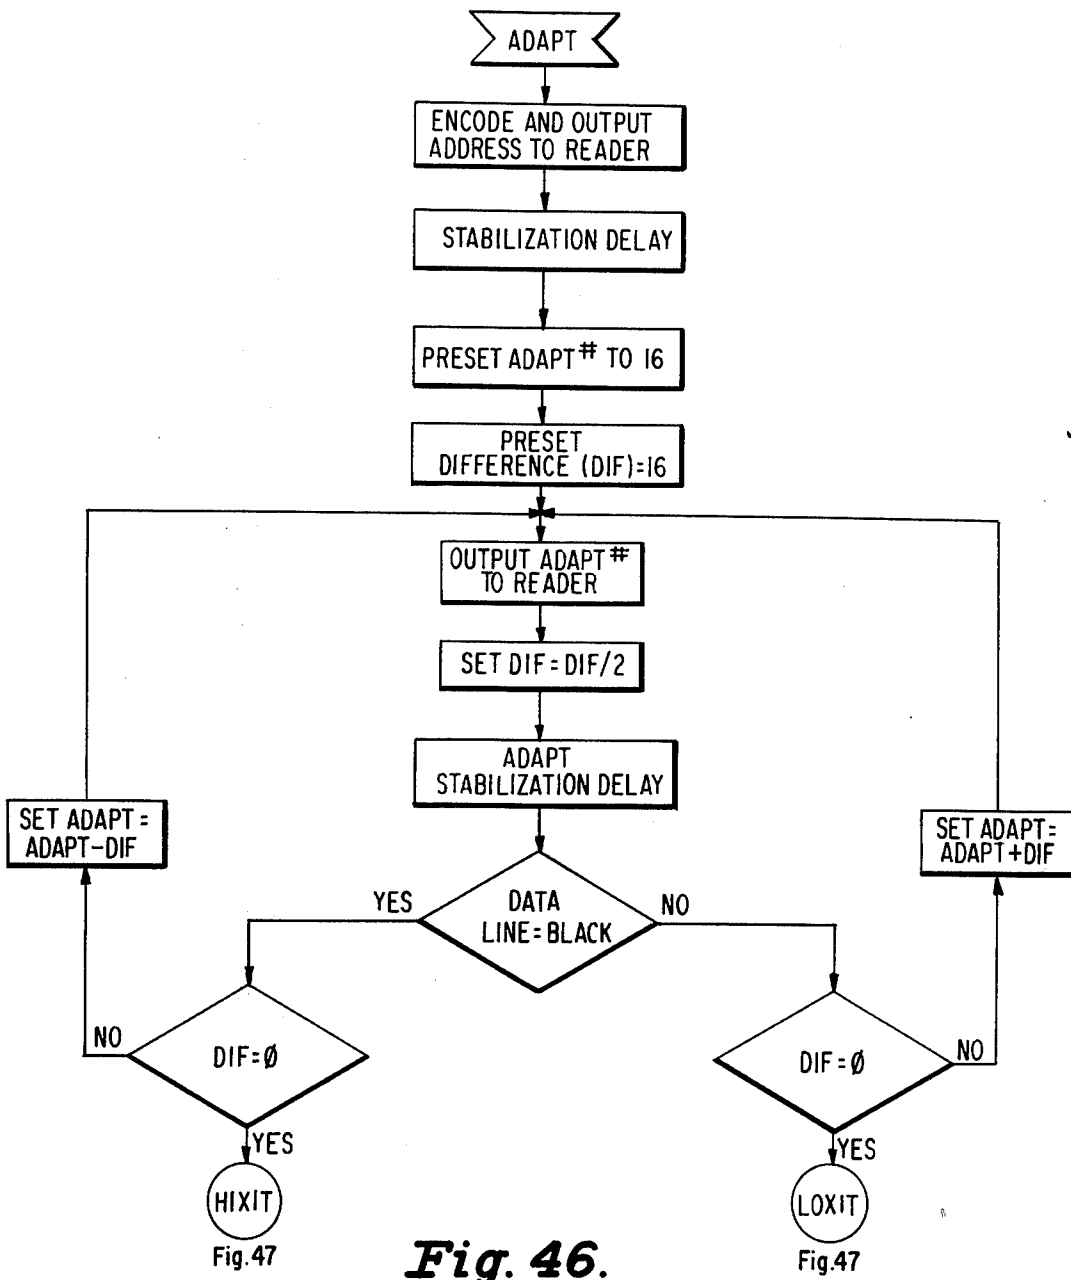 ADAPT
ENCODE AND OUTPUT
ADDRESS TO READER
STABILIZATION DELAY
PRESET ADAPT # TO 16
PRESET
DIFFERENCE (DIF)=16
OUTPUT ADAPT #
TO READER
SET DIF=DIF/2
ADAPT
STABILIZATION DELAY
SET ADAPT=
ADAPT-DIF
SET ADAPT=
ADAPT+DIF
YES
DATA
LINE=BLACK
NO
NO
DIF=Ø
YES
DIF=Ø
NO
YES
HIXIT
LOXIT
Fig.47
Fig. 46.
Fig.47